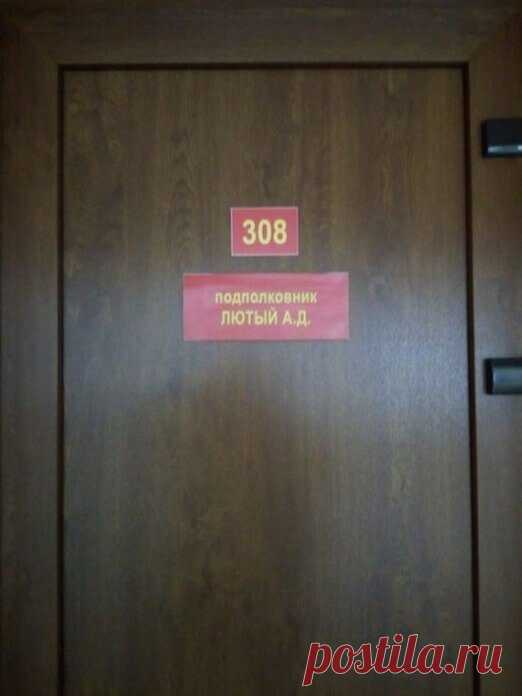 308
подполковник
ЛЮТЫЙ А.Д.
postila.ru